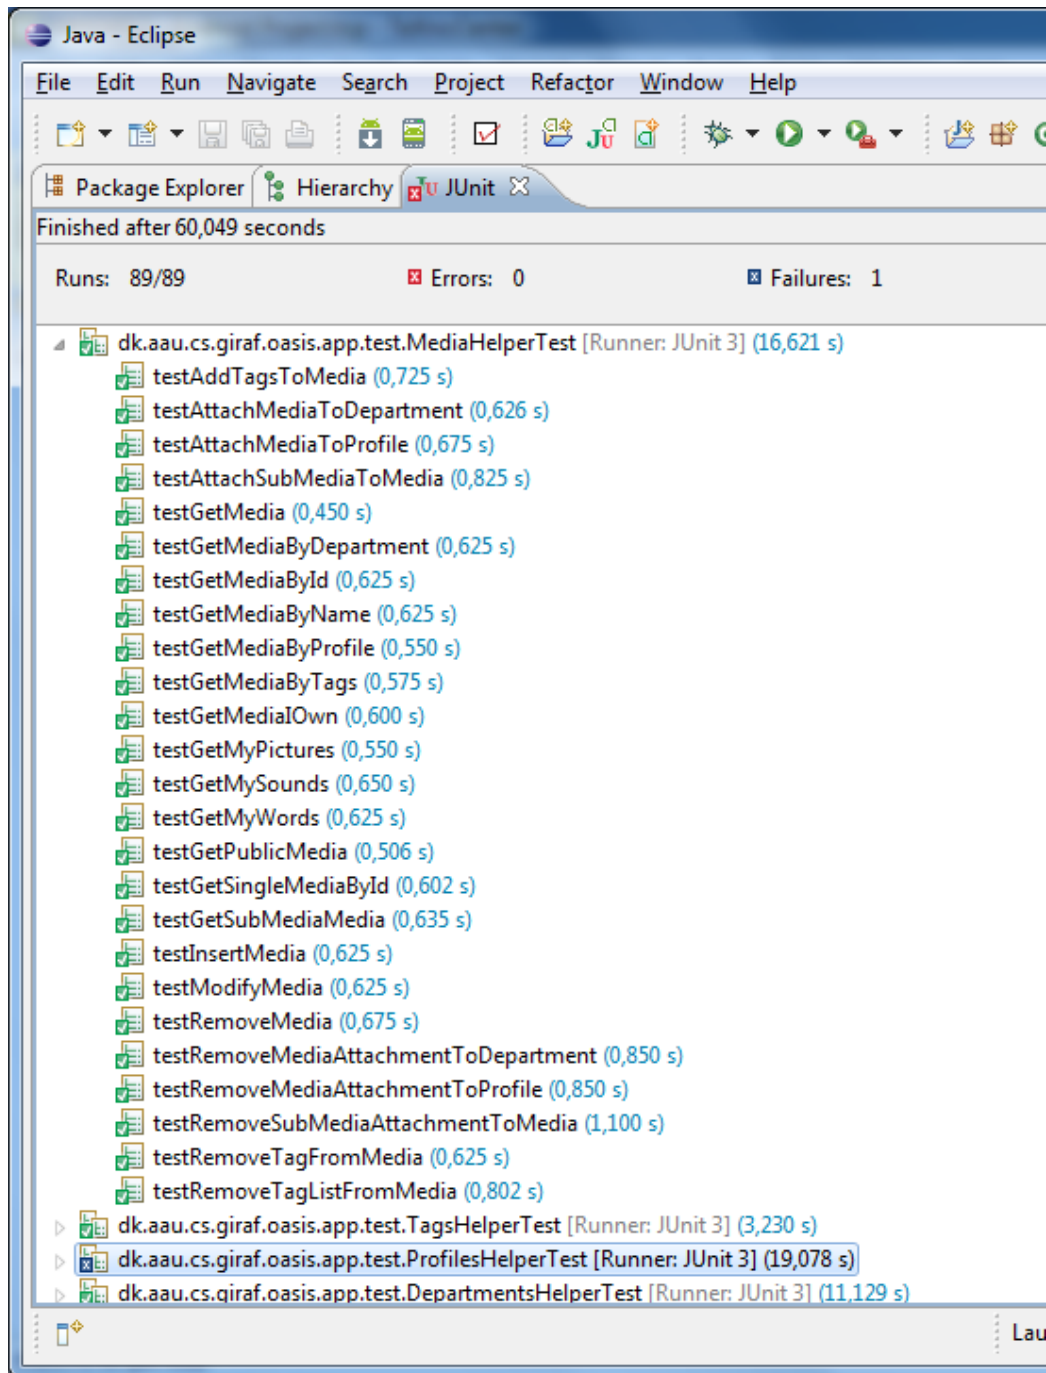 Java - Eclipse
File Edit Run Navigate Search Project Refactor Window Help
Package Explorer Hierarchy JUnit
Finished after 60,049 seconds
Runs: 89/89 Errors: 0 Failures: 1
dk.aau.cs.giraf.oasis.app.test.MediaHelperTest [Runner: JUnit 3] (16,621 s)
testAddTagsToMedia (0,725 s)
testAttachMediaToDepartment (0,626 s)
testAttachMediaToProfile (0,675 s)
testAttachSubMediaToMedia (0,825 s)
testGetMedia (0,450 s)
testGetMediaByDepartment (0,625 s)
testGetMediaById (0,625 s)
testGetMediaByName (0,625 s)
testGetMediaByProfile (0,550 s)
testGetMediaByTags (0,575 s)
testGetMediaIOwn (0,600 s)
testGetMyPictures (0,550 s)
testGetMySounds (0,650 s)
testGetMyWords (0,625 s)
testGetPublicMedia (0,506 s)
testGetSingleMediaById (0,602 s)
testGetSubMediaMedia (0,635 s)
testInsertMedia (0,625 s)
testModifyMedia (0,625 s)
testRemoveMedia (0,675 s)
testRemoveMediaAttachmentToDepartment (0,850 s)
testRemoveMediaAttachmentToProfile (0,850 s)
testRemoveSubMediaAttachmentToMedia (1,100 s)
testRemoveTagFromMedia (0,625 s)
testRemoveTagListFromMedia (0,802 s)
dk.aau.cs.giraf.oasis.app.test.TagsHelperTest [Runner: JUnit 3] (3,230 s)
dk.aau.cs.giraf.oasis.app.test.ProfilesHelperTest [Runner: JUnit 3] (19,078 s)
dk.aau.cs.giraf.oasis.app.test.DepartmentsHelperTest [Runner: JUnit 3] (11,129 s)
Lau